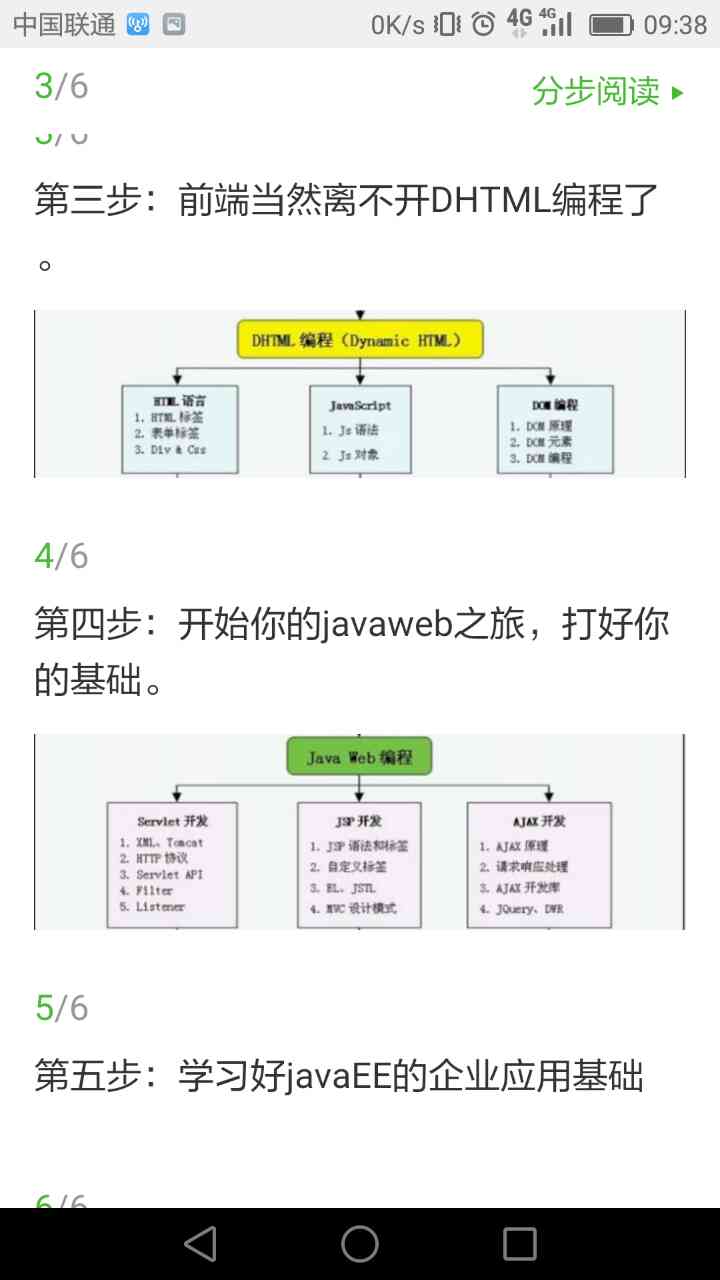 中国联通 0K/s 4G 4G 09:38
3/6 分步阅读
第三步：前端当然离不开DHTML编程了
。
DHTML 编程（Dynamic HTML）
HTML 语言
1. HTML 标签
2. 表单标签
3. Div & Css
JavaScript
1. Js 语法
2. Js 对象
DOM 编程
1. DOM 原理
2. DOM 元素
3. DOM 编程
4/6
第四步：开始你的javaweb之旅，打好你
的基础。
Java Web 编程
Servlet 开发
1. XML、Tomcat
2. HTTP 协议
3. Servlet API
4. Filter
5. Listener
JSP 开发
1. JSP 语法和标签
2. 自定义标签
3. EL、JSTL
4. MVC 设计模式
AJAX 开发
1. AJAX 原理
2. 请求响应处理
3. AJAX 开发库
4. JQuery、DWR
5/6
第五步：学习好javaEE的企业应用基础
6/6